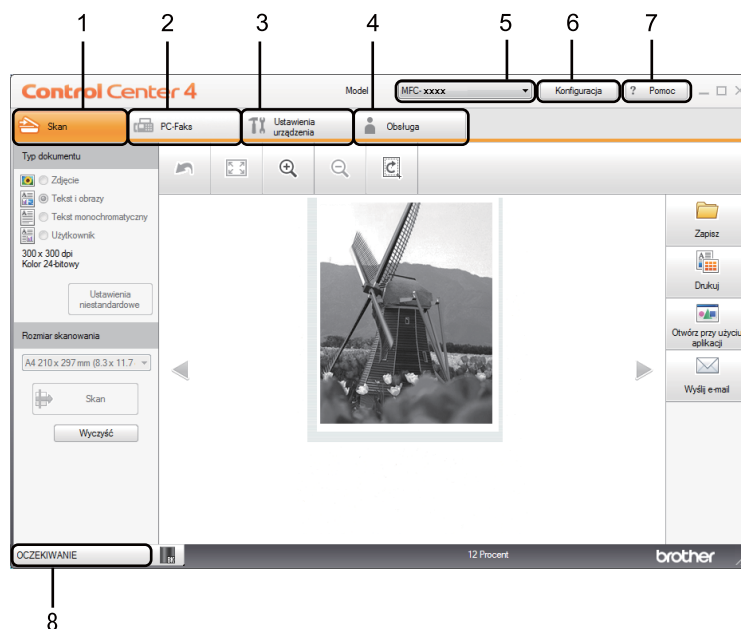 1 2 3 4 5 6 7
Control Center 4 Model MFC-xxxx Konfiguracja ? Pomoc
Skan PC-Faks Ustawienia urządzenia Obsługa
Typ dokumentu
Zdjęcie
Tekst i obrazy
Tekst monochromatyczny
Użytkownik
300 x 300 dpi
Kolor 24-bitowy
Ustawienia
niestandardowe
Rozmiar skanowania
A4 210 x 297 mm (8.3 x 11.7
Skan
Wyczyść
Zapisz
Drukuj
Otwórz przy użyciu
aplikacji
Wyślij e-mail
OCZEKIWANIE BK 12 Procent brother
8